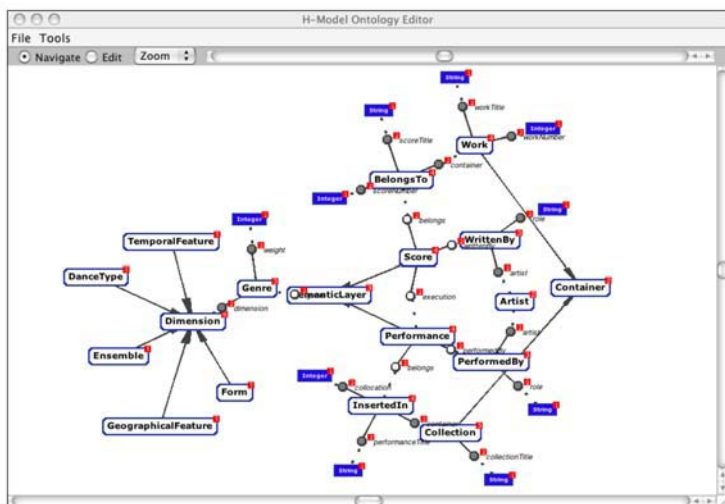 H-Model Ontology Editor
File Tools
Navigate Edit Zoom
String
workTitle
String
Integer
Work
workNumber
scoreTitle
container
BelongsTo
Integer
scoreNumber
String
Integer
belongs
role
TemporalFeature
WrittenBy
weight
Score
DanceType
artist
Genre
Container
execution
Artist
dimension
Dimension
Performance
artist
Ensemble
performedBy
PerformedBy
belongs
Integer
collocation
role
Form
InsertedIn
String
GeographicalFeature
Collection
performanceTitle
collectionTitle
String
String